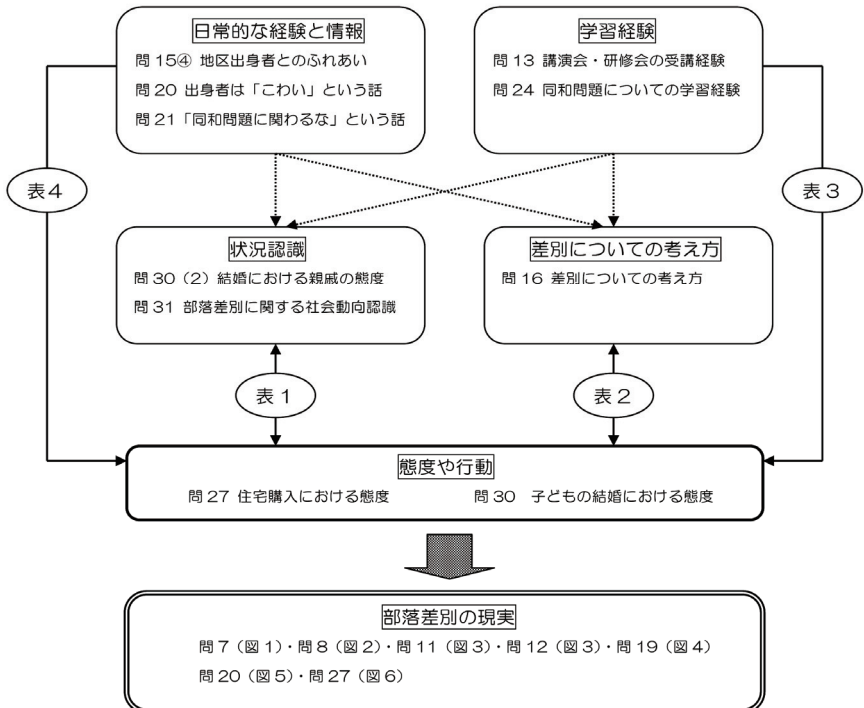 日常的な経験と情報
問 15④ 地区出身者とのふれあい
問 20 出身者は「こわい」という話
問 21「同和問題に関わるな」という話
学習経験
問 13 講演会・研修会の受講経験
問 24 同和問題についての学習経験
表4
表3
状況認識
問 30(2)結婚における親戚の態度
問 31 部落差別に関する社会動向認識
差別についての考え方
問 16 差別についての考え方
表1
表2
態度や行動
問 27 住宅購入における態度
問 30 子どもの結婚における態度
部落差別の現実
問 7(図1)・問 8(図2)・問 11(図3)・問 12(図3)・問 19(図4)
問 20(図5)・問 27(図6)